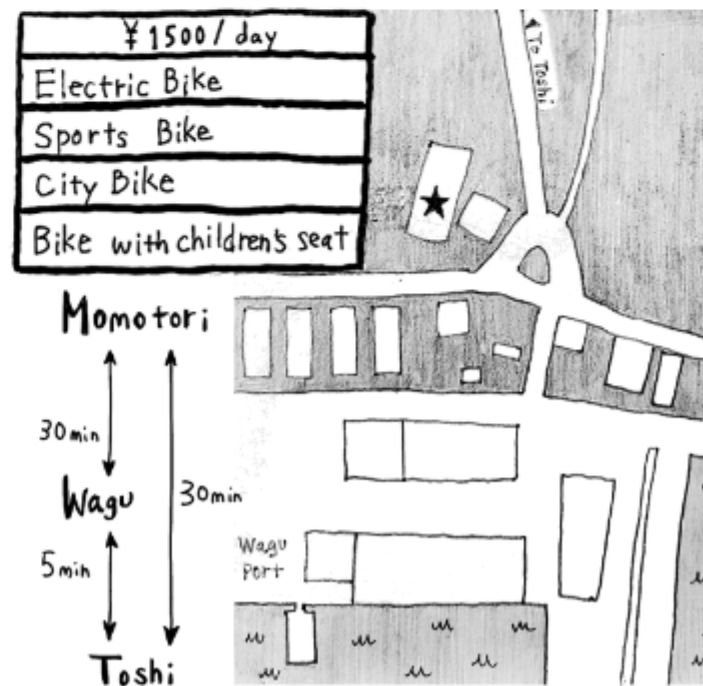 ¥1500/day
Electric Bike
Sports Bike
City Bike
Bike with children's seat
To Toshi
Momotori
30min
Wagu
30min
5min
Toshi
Wagu
Port